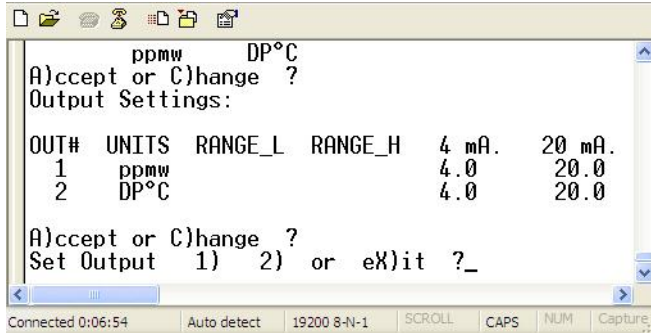 ppmw DP°C
A)ccept or C)hange ?
Output Settings:
OUT# UNITS RANGE_L RANGE_H 4 mA. 20 mA.
1 ppmw 4.0 20.0
2 DP°C 4.0 20.0
A)ccept or C)hange ?
Set Output 1) 2) or eX)it ?_
Connected 0:06:54 Auto detect 19200 8-N-1 SCROLL CAPS NUM Capture